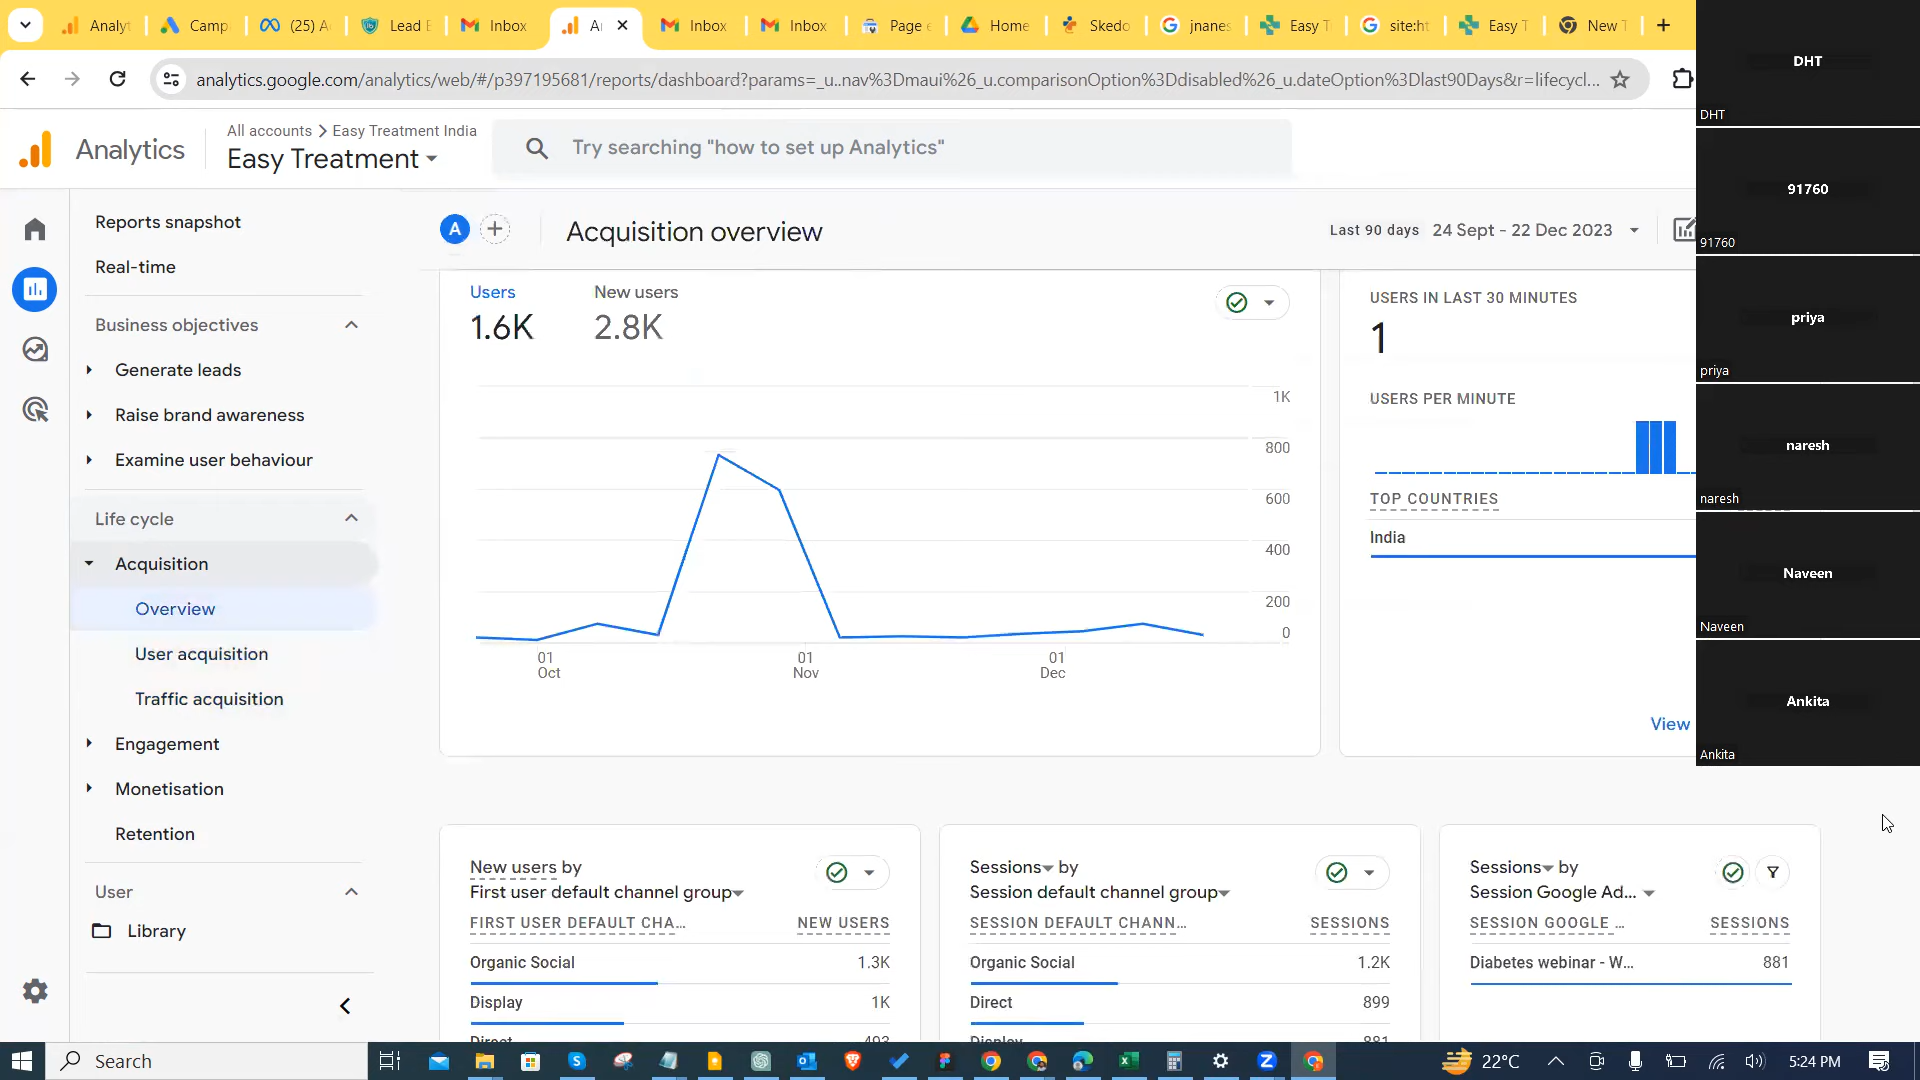 Analyt
Camp
(25) A
Lead E
Inbox
A
Inbox
Inbox
Page e
Home
Skedo
jnanes
Easy T
site:ht
Easy T
New T
analytics.google.com/analytics/web/#/p397195681/reports/dashboard?params=_u..nav%3Dmaui%26_u.comparisonOption%3Ddisabled%26_u.dateOption%3Dlast90Days&r=lifecycl...
Analytics
All accounts > Easy Treatment India
Easy Treatment
Try searching "how to set up Analytics"
Reports snapshot
Real-time
Business objectives
Generate leads
Raise brand awareness
Examine user behaviour
Life cycle
Acquisition
Overview
User acquisition
Traffic acquisition
Engagement
Monetisation
Retention
User
Library
A
Acquisition overview
Last 90 days 24 Sept - 22 Dec 2023
Users
1.6K
New users
2.8K
1K
800
600
400
200
0
01
Oct
01
Nov
01
Dec
USERS IN LAST 30 MINUTES
1
USERS PER MINUTE
TOP COUNTRIES
India
View
New users by
First user default channel group
FIRST USER DEFAULT CHA...
NEW USERS
Organic Social
1.3K
Display
1K
Direct
493
Sessions by
Session default channel group
SESSION DEFAULT CHANN...
SESSIONS
Organic Social
1.2K
Direct
899
Display
881
Sessions by
Session Google Ad...
SESSION GOOGLE ...
SESSIONS
Diabetes webinar - W...
881
DHT
DHT
91760
91760
priya
priya
naresh
naresh
Naveen
Naveen
Ankita
Ankita
Search
22°C
5:24 PM